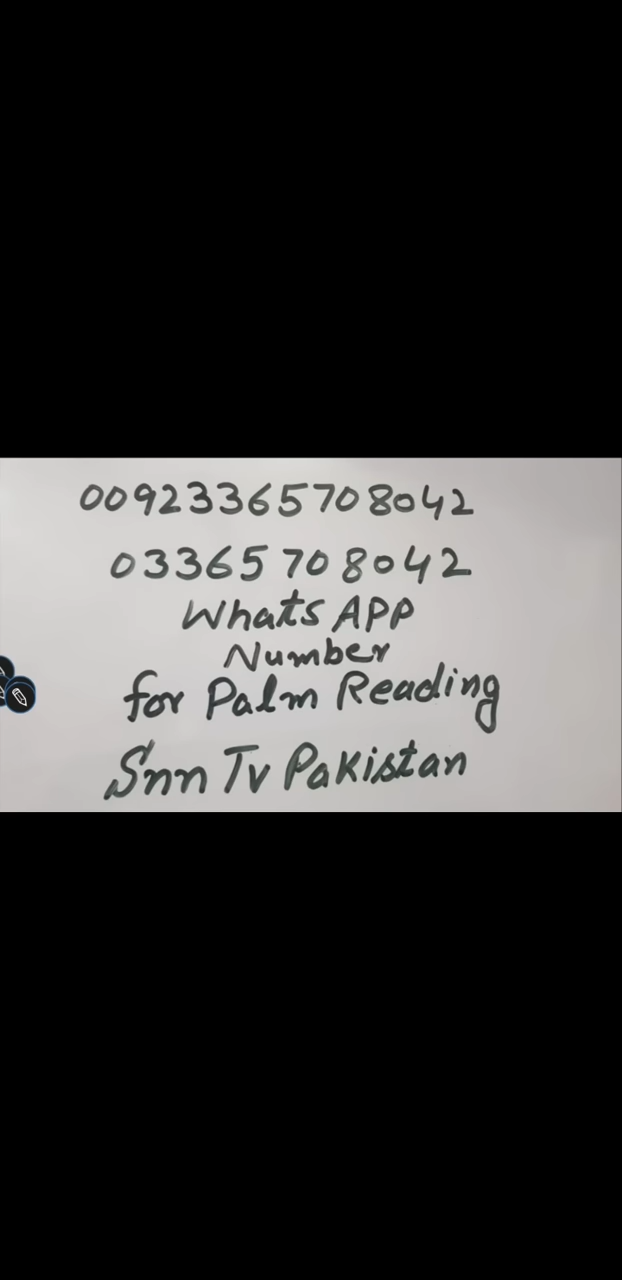 00923365708042
03365708042
Whats APP
Number
for Palm Reading
Snn Tv Pakistan